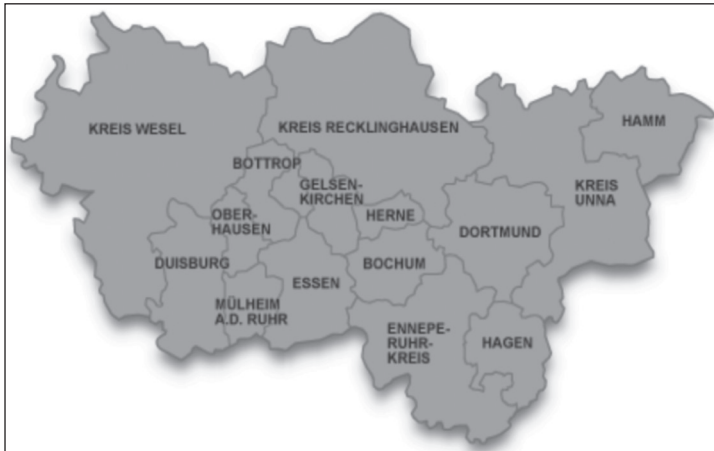 KREIS WESEL
KREIS RECKLINGHAUSEN
HAMM
BOTTROP
GELSEN-
KIRCHEN
KREIS
UNNA
OBER-
HAUSEN
HERNE
DORTMUND
DUISBURG
ESSEN
BOCHUM
MÜLHEIM
A.D. RUHR
ENNEPE-
RUHR-
KREIS
HAGEN